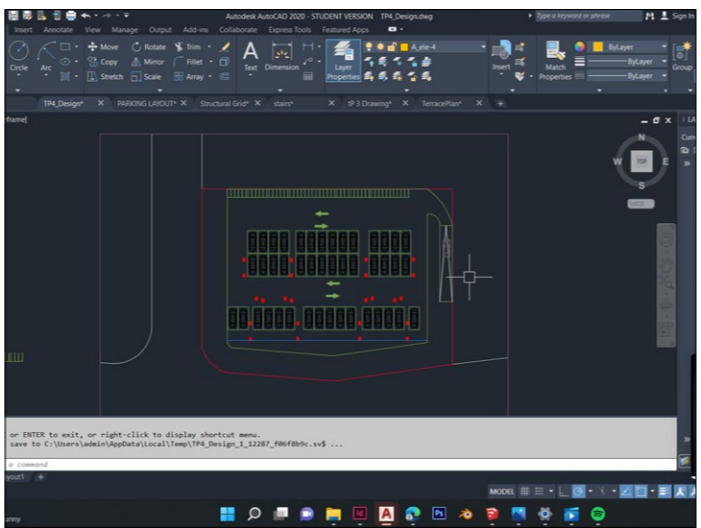 Autodesk AutoCAD 2020 - STUDENT VERSION TP4_Design.dwg
Type a keyword or phrase
Sign In
Insert Annotate View Manage Output Add-ins Collaborate Express Tools Featured Apps
Circle
Arc
Move
Rotate
Trim
Copy
Mirror
Fillet
Stretch
Scale
Array
Text
Dimension
Layer
Properties
A_ele-4
Insert
Match
Properties
ByLayer
ByLayer
ByLayer
Group
TP4_Design* PARKING LAYOUT* Structural Grid* stairs* tP 3 Drawing* TerracePlan*
frame]
N
W TOP E
S
or ENTER to exit, or right-click to display shortcut menu.
save to C:\Users\admin\AppData\Local\Temp\TP4_Design_1_12287_f06f8b9c.sv$ ...
a command
yout1 +
MODEL
unny
Id A Ps